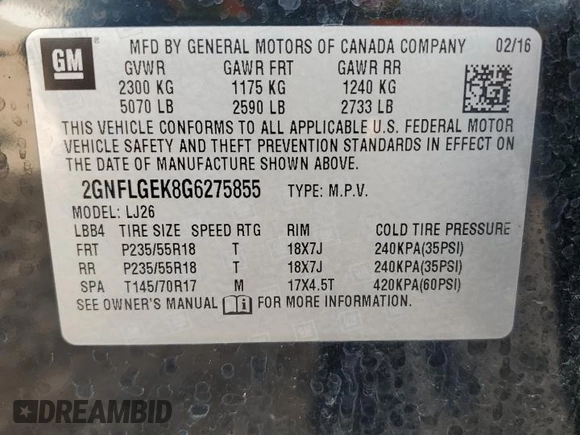 GM MFD BY GENERAL MOTORS OF CANADA COMPANY 02/16
GVWR GAWR FRT GAWR RR
2300 KG 1175 KG 1240 KG
5070 LB 2590 LB 2733 LB
THIS VEHICLE CONFORMS TO ALL APPLICABLE U.S. FEDERAL MOTOR
VEHICLE SAFETY AND THEFT PREVENTION STANDARDS IN EFFECT ON
THE DATE OF MANUFACTURE SHOWN ABOVE.
2GNFLGEK8G6275855 TYPE: M.P.V.
MODEL: LJ26
LBB4 TIRE SIZE SPEED RTG RIM COLD TIRE PRESSURE
FRT P235/55R18 T 18X7J 240KPA(35PSI)
RR P235/55R18 T 18X7J 240KPA(35PSI)
SPA T145/70R17 M 17X4.5T 420KPA(60PSI)
SEE OWNER'S MANUAL FOR MORE INFORMATION.
DREAMBID